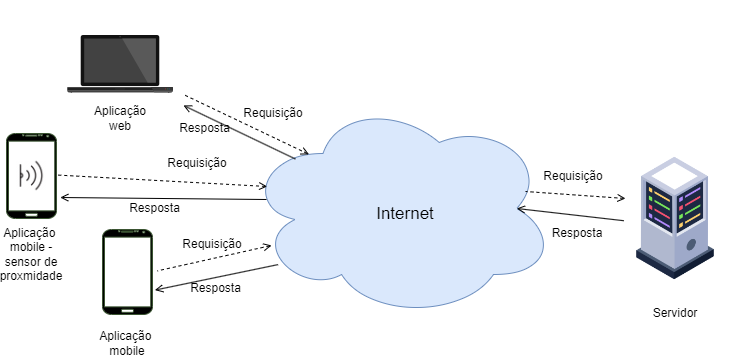 Aplicação
web
Requisição
Resposta
Requisição
Resposta
Aplicação
mobile -
sensor de
proxmidade
Requisição
Resposta
Aplicação
mobile
Internet
Requisição
Resposta
Servidor